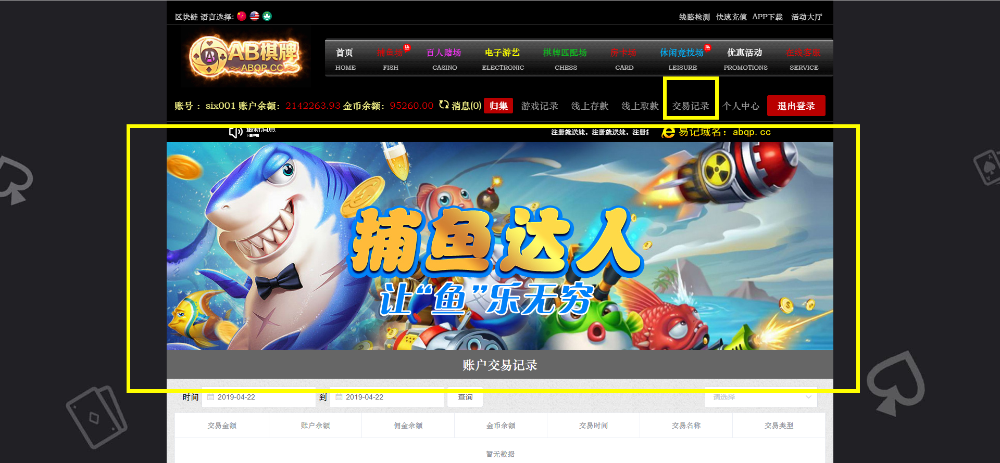 区块链 语言选择:
线路检测 快速充值 APP下载 活动大厅
AB棋牌
ABQP.CC
首页 捕鱼场 热 百人赌场 电子游艺 棋牌匹配场 房卡场 休闲竞技场 热 优惠活动 在线客服
HOME FISH CASINO ELECTRONIC CHESS CARD LEISURE PROMOTIONS SERVICE
账号 : six001 账户余额: 2142263.93 金币余额: 95260.00 消息(0) 归集 游戏记录 线上存款 线上取款 交易记录 个人中心 退出登录
最新消息
NEWS
注册就送妹，注册就送妹，注册就
易记域名: abqp.cc
捕鱼达人
让“鱼”乐无穷
账户交易记录
时间 2019-04-22 到 2019-04-22 查询 请选择
交易金额 账户余额 佣金余额 金币余额 交易时间 交易名称 交易类型
暂无数据